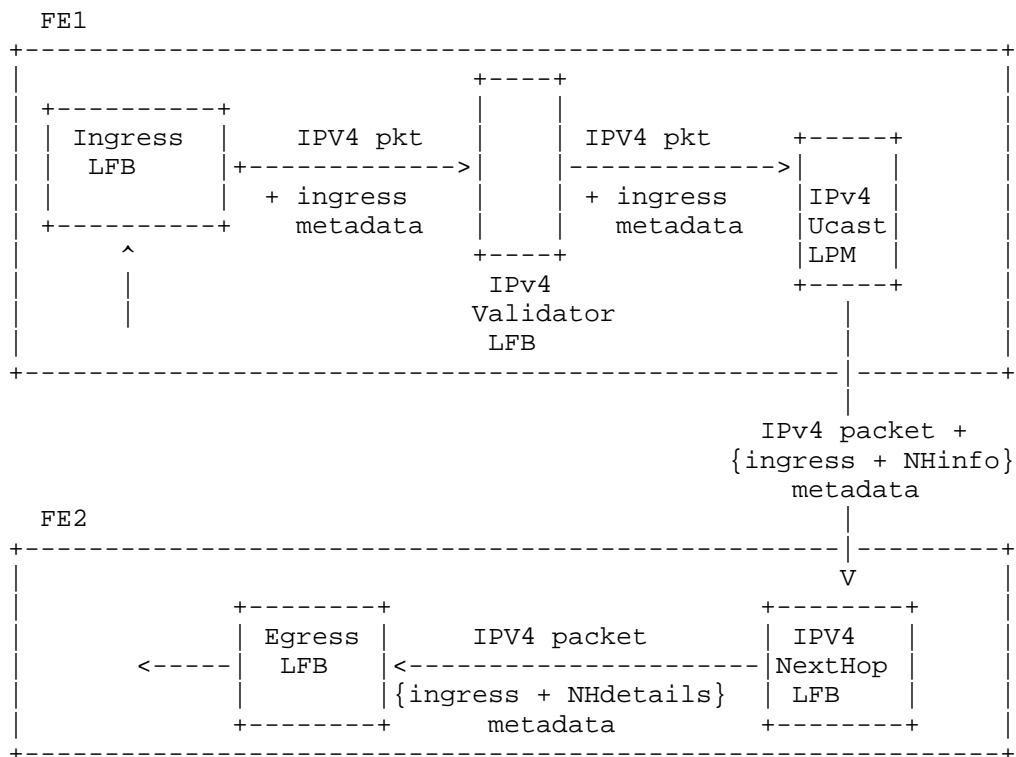 FE1
Ingress IPV4 pkt IPV4 pkt
LFB
+ ingress + ingress IPv4
metadata metadata Ucast
LPM
IPv4
Validator
LFB
IPv4 packet +
{ingress + NHinfo}
metadata
FE2
V
Egress IPV4 packet IPV4
LFB NextHop
{ingress + NHdetails} LFB
metadata